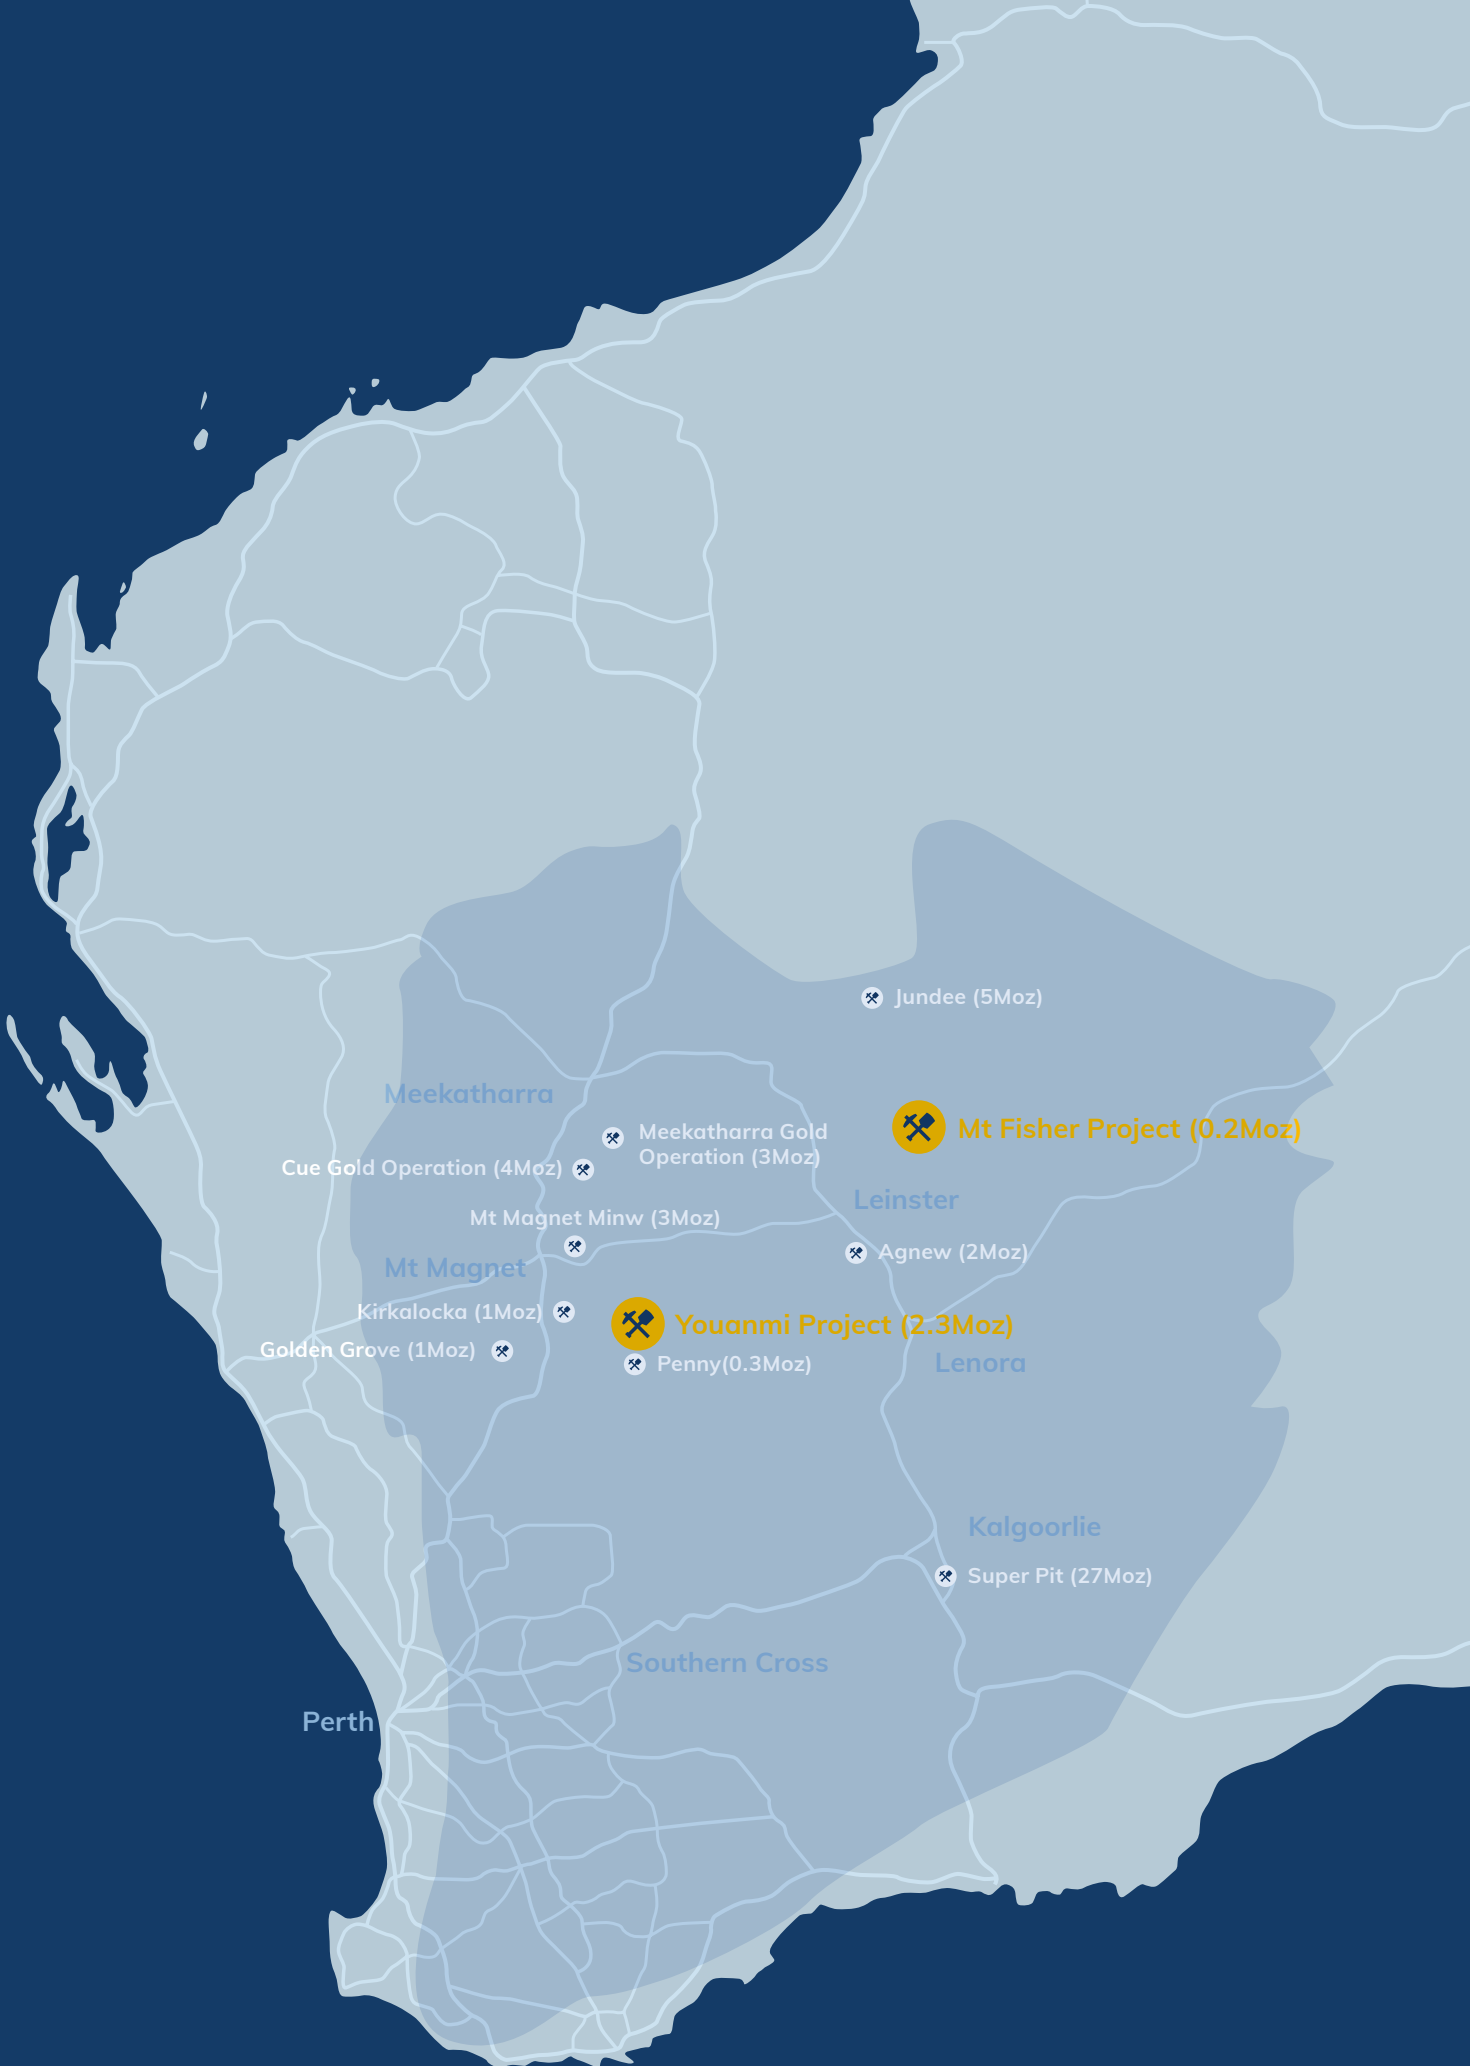 Jundee (5Moz)
Meekatharra
Mt Fisher Project (0.2Moz)
Meekatharra Gold
Operation (3Moz)
Cue Gold Operation (4Moz)
Leinster
Mt Magnet Minw (3Moz)
Agnew (2Moz)
Mt Magnet
Kirkalocka (1Moz)
Youanmi Project (2.3Moz)
Golden Grove (1Moz)
Penny(0.3Moz)
Lenora
Kalgoorlie
Super Pit (27Moz)
Southern Cross
Perth